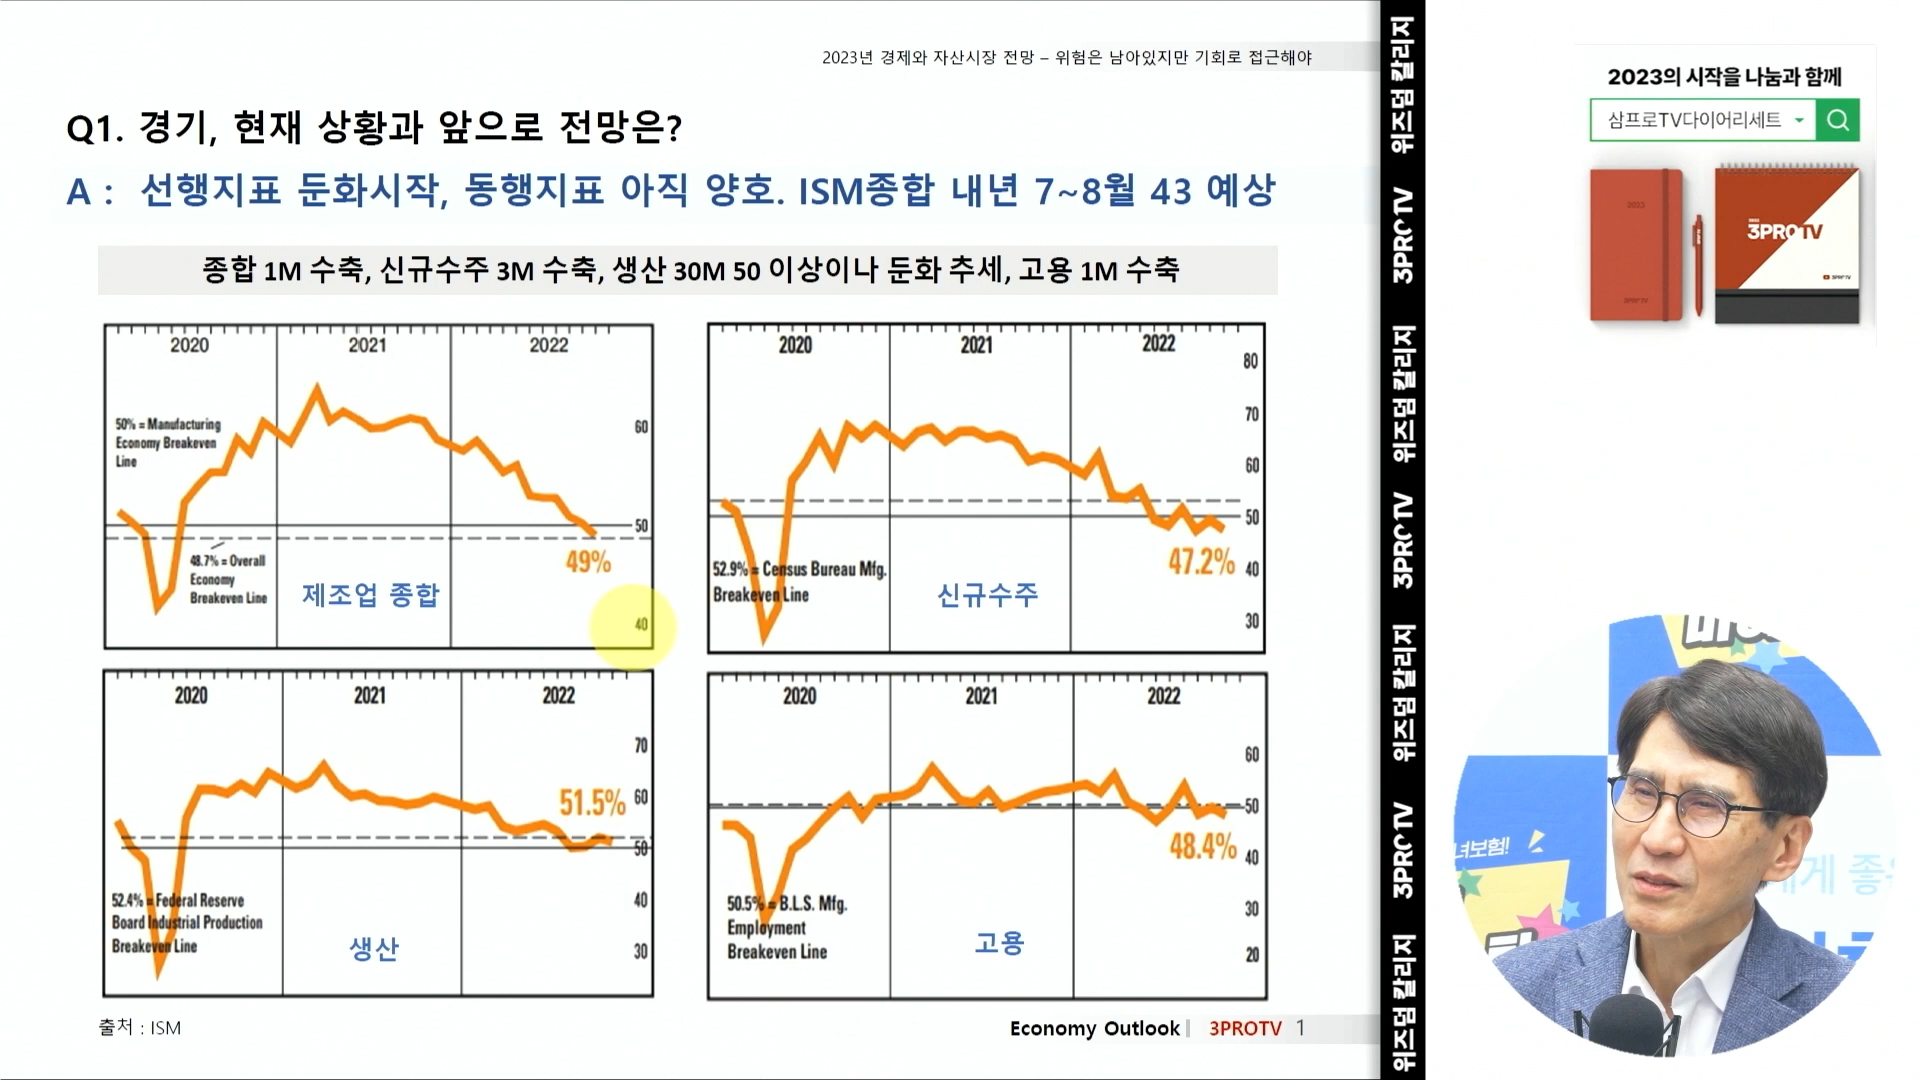 2023년 경제와 자산시장 전망 – 위험은 남아있지만 기회로 접근해야
Q1. 경기, 현재 상황과 앞으로 전망은?
A : 선행지표 둔화시작, 동행지표 아직 양호. ISM종합 내년 7~8월 43 예상
종합 1M 수축, 신규수주 3M 수축, 생산 30M 50 이상이나 둔화 추세, 고용 1M 수축
2020 2021 2022
50% = Manufacturing
Economy Breakeven
Line
60
50
48.7% = Overall
Economy
Breakeven Line
49%
제조업 종합
40
2020 2021 2022
80
70
60
50
52.9% = Census Bureau Mfg.
Breakeven Line
47.2%
40
신규수주
30
2020 2021 2022
70
51.5%
60
50
52.4% = Federal Reserve
Board Industrial Production
Breakeven Line
40
30
생산
2020 2021 2022
60
50
48.4%
40
50.5% = B.L.S. Mfg.
Employment
Breakeven Line
30
20
고용
출처 : ISM
Economy Outlook | 3PROTV 1
위즈덤 칼리지
3PROTV
위즈덤 칼리지
3PROTV
위즈덤 칼리지
3PROTV
위즈덤 칼리지
2023의 시작을 나눔과 함께
삼프로TV다이어리세트
2023
3PROTV
3PROTV
3PROTV
녀보험!
게 좋